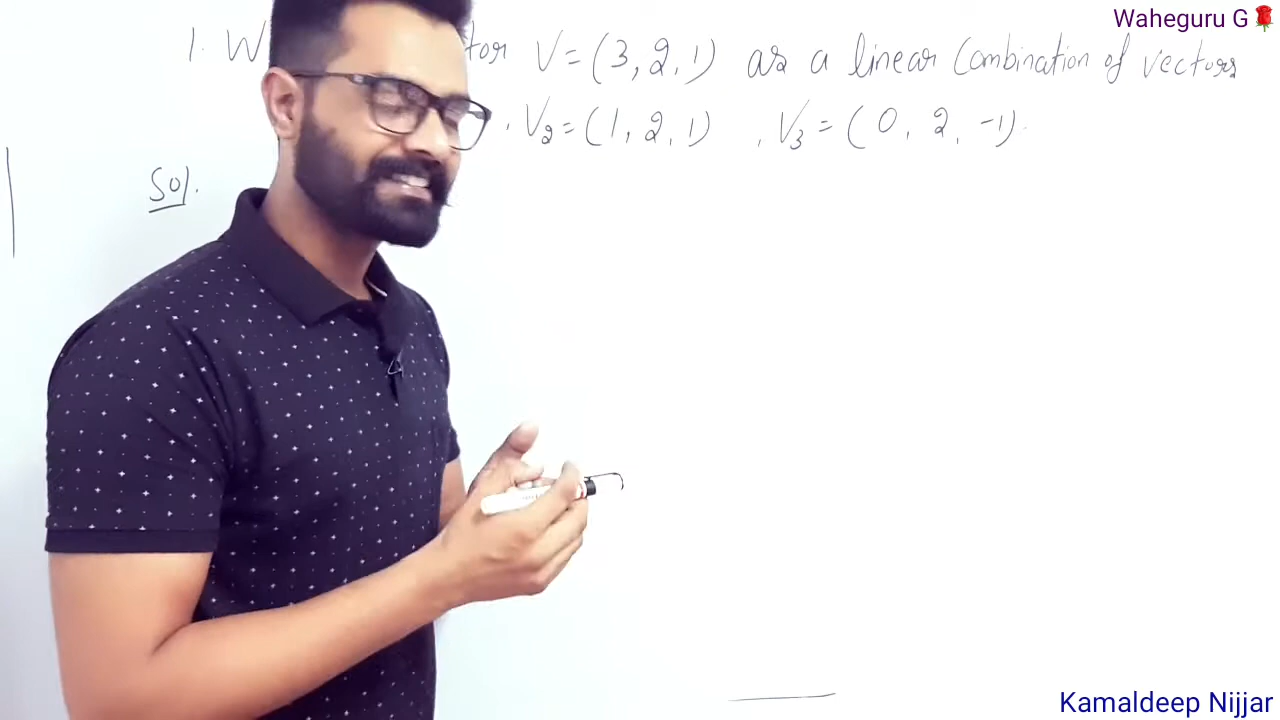 Waheguru G🌹
1. W tor V = (3, 2, 1) as a linear Combination of vectors
, V₂ = (1, 2, 1) , V₃ = (0, 2, -1).
Sol.
Kamaldeep Nijjar